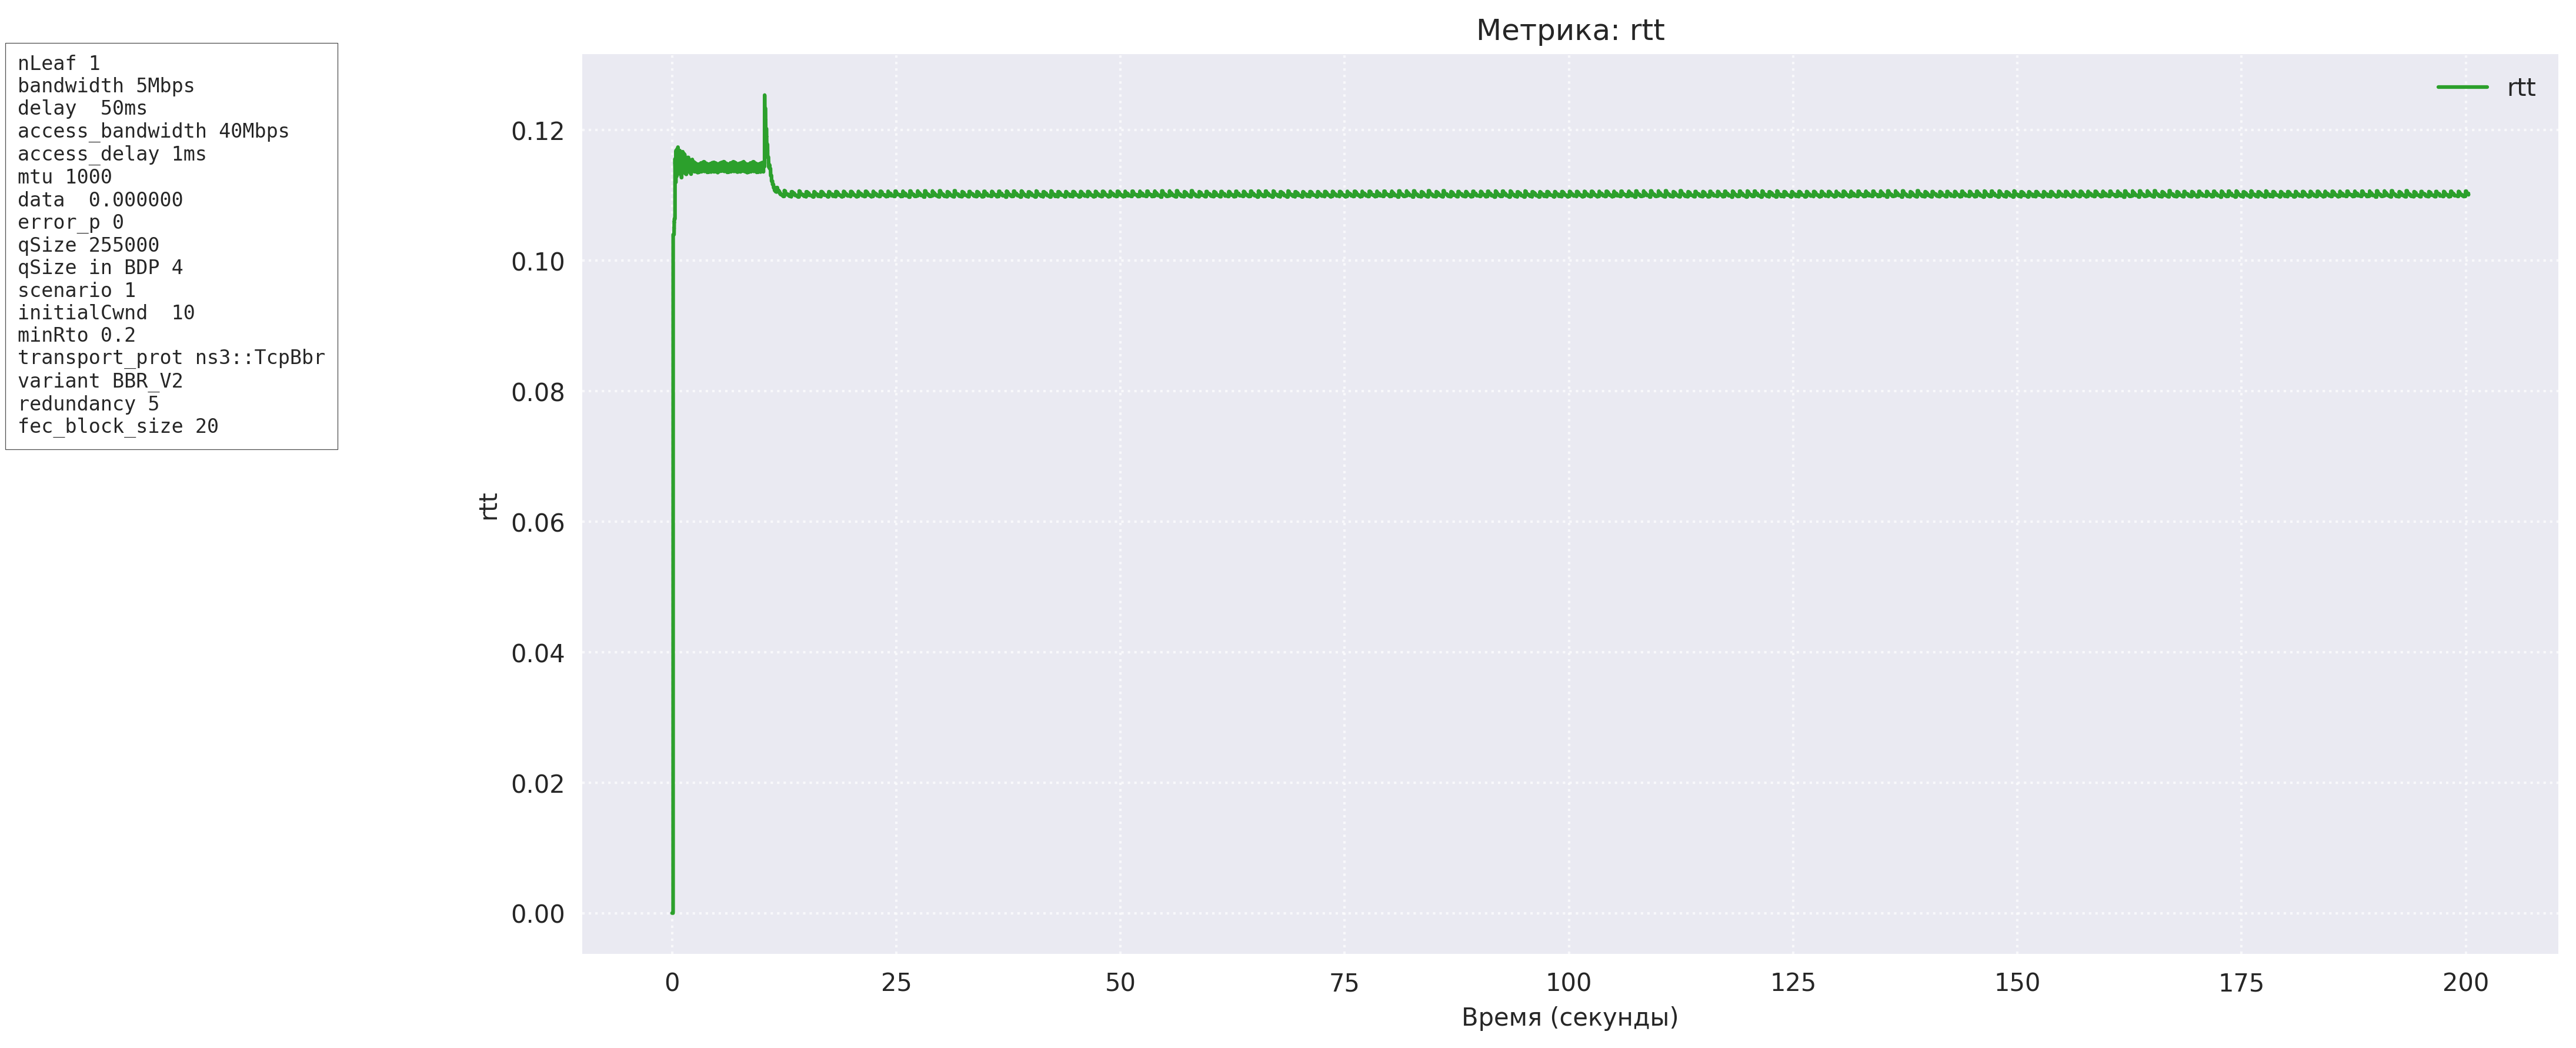 Метрика: rtt
nLeaf 1
bandwidth 5Mbps
delay  50ms
access_bandwidth 40Mbps
access_delay 1ms
mtu 1000
data  0.000000
error_p 0
qSize 255000
qSize in BDP 4
scenario 1
initialCwnd  10
minRto 0.2
transport_prot ns3::TcpBbr
variant BBR_V2
redundancy 5
fec_block_size 20
rtt
rtt
0.12
0.10
0.08
0.06
0.04
0.02
0.00
0 25 50 75 100 125 150 175 200
Время (секунды)